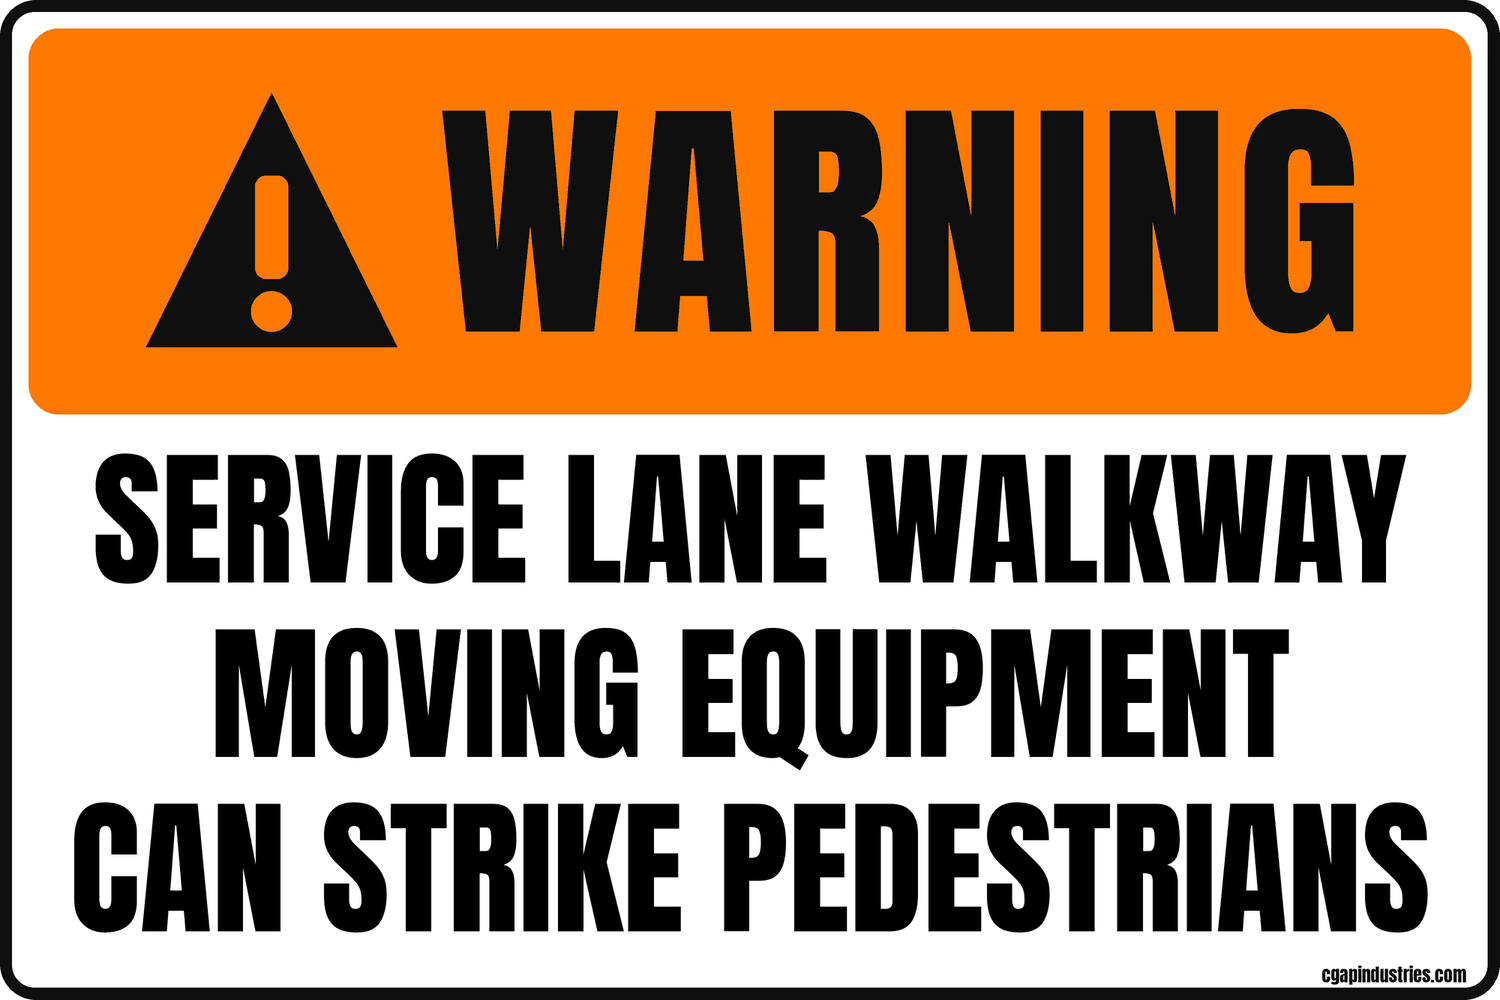 WARNING
SERVICE LANE WALKWAY
MOVING EQUIPMENT
CAN STRIKE PEDESTRIANS
cgapindustries.com